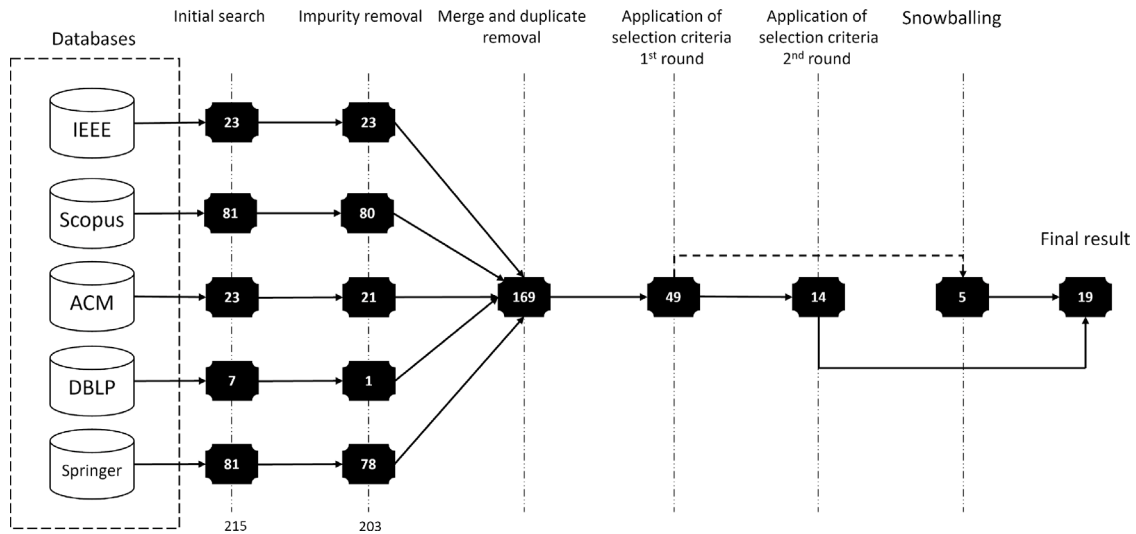 Initial search
Impurity removal
Merge and duplicate
removal
Application of
selection criteria
1st round
Application of
selection criteria
2nd round
Snowballing
Databases
IEEE
23
23
Scopus
81
80
Final result
ACM
23
21
169
49
14
5
19
DBLP
7
1
Springer
81
78
215
203